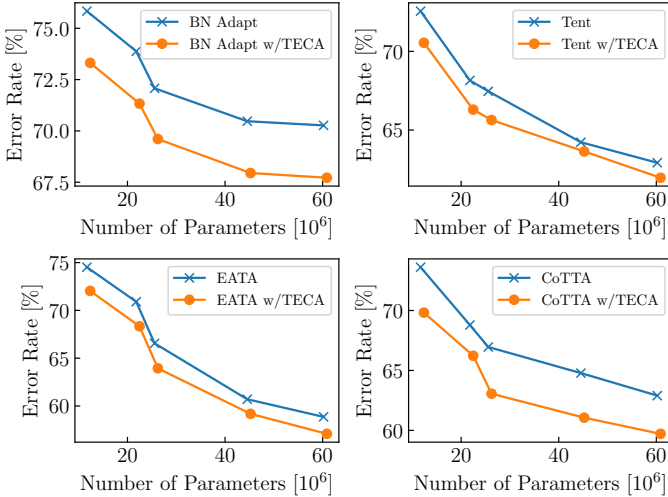 75.0
72.5
70.0
67.5
Error Rate [%]
BN Adapt
BN Adapt w/TECA
20
40
60
Number of Parameters [10⁶]
70
65
Error Rate [%]
Tent
Tent w/TECA
20
40
60
Number of Parameters [10⁶]
75
70
65
60
Error Rate [%]
EATA
EATA w/TECA
20
40
60
Number of Parameters [10⁶]
70
65
60
Error Rate [%]
CoTTA
CoTTA w/TECA
20
40
60
Number of Parameters [10⁶]